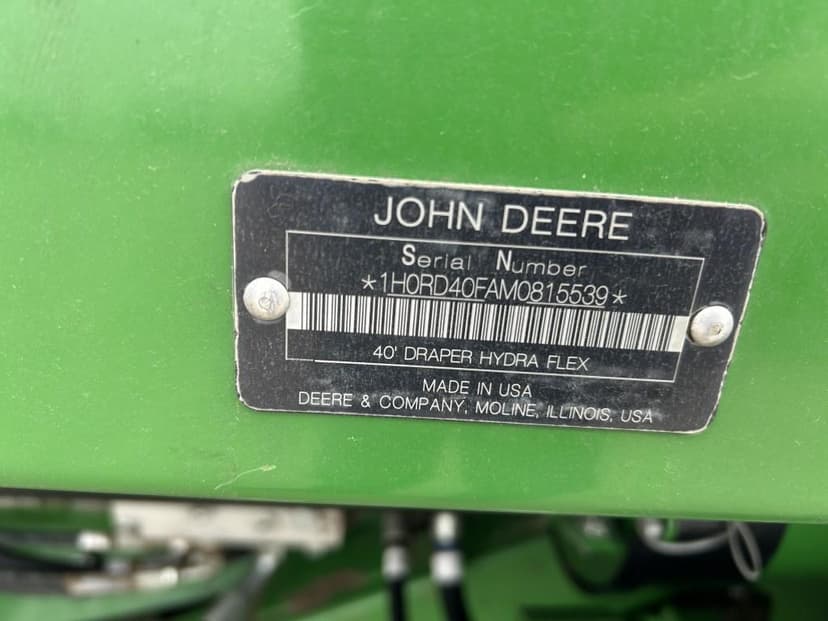 JOHN DEERE
Serial Number
*1H0RD40FAM0815539*
40' DRAPER HYDRA FLEX
MADE IN USA
DEERE & COMPANY, MOLINE, ILLINOIS, USA